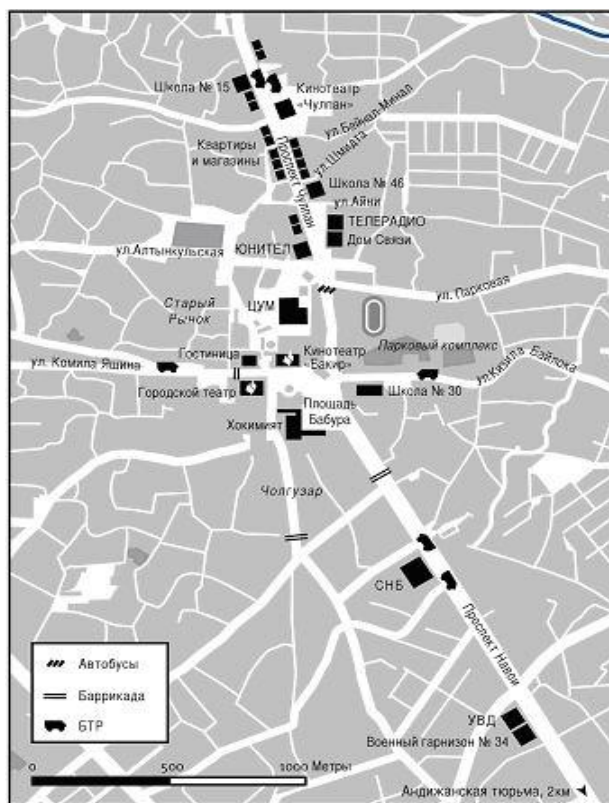 Школа № 15
Кинотеатр
«Чулпан»
ул.Байнал-Минал
Квартиры
и магазины
Проспект Чулпан
ул.Шмидта
Школа № 46
ул.Айни
ТЕЛЕРАДИО
Дом Связи
ЮНИТЕЛ
ул.Алтынкульская
ул. Парковая
Старый
Рынок
ЦУМ
Гостиница
Кинотеатр
«Бакир»
Парковый комплекс
ул. Комила Яшина
ул.Кизила Байлока
Городской театр
Школа № 30
Площадь
Бабура
Хокимият
Чолгузар
СНБ
Проспект Навои
УВД
Военный гарнизон № 34
Автобусы
Баррикада
БТР
0 500 1000 Метры
Андижанская тюрьма, 2км